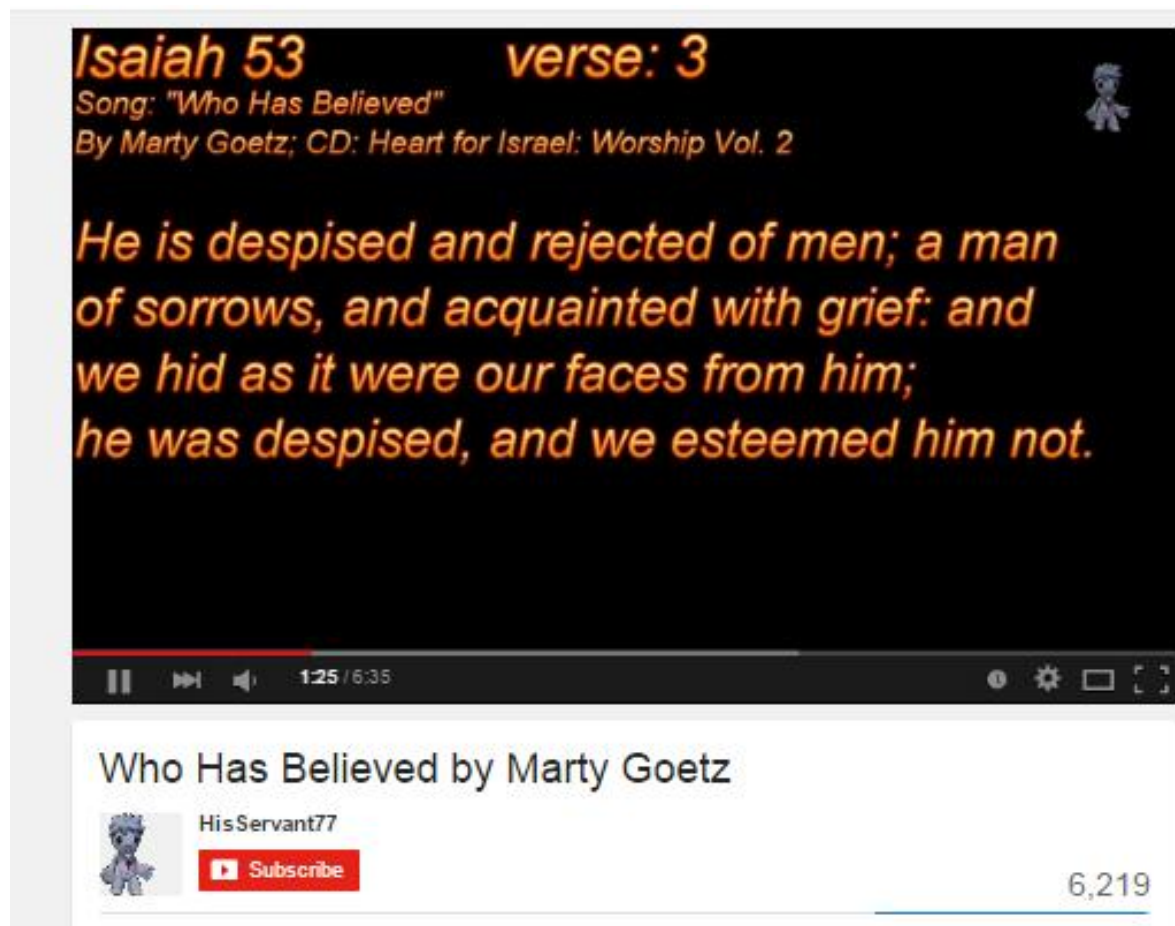 Isaiah 53 verse: 3
Song: "Who Has Believed"
By Marty Goetz; CD: Heart for Israel: Worship Vol. 2
He is despised and rejected of men; a man
of sorrows, and acquainted with grief: and
we hid as it were our faces from him;
he was despised, and we esteemed him not.
1:25 / 6:35
Who Has Believed by Marty Goetz
HisServant77
Subscribe
6,219